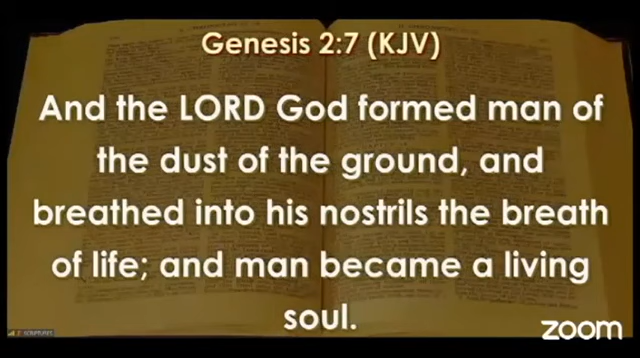 Genesis 2:7 (KJV)
And the LORD God formed man of
the dust of the ground, and
breathed into his nostrils the breath
of life; and man became a living
soul.
zoom